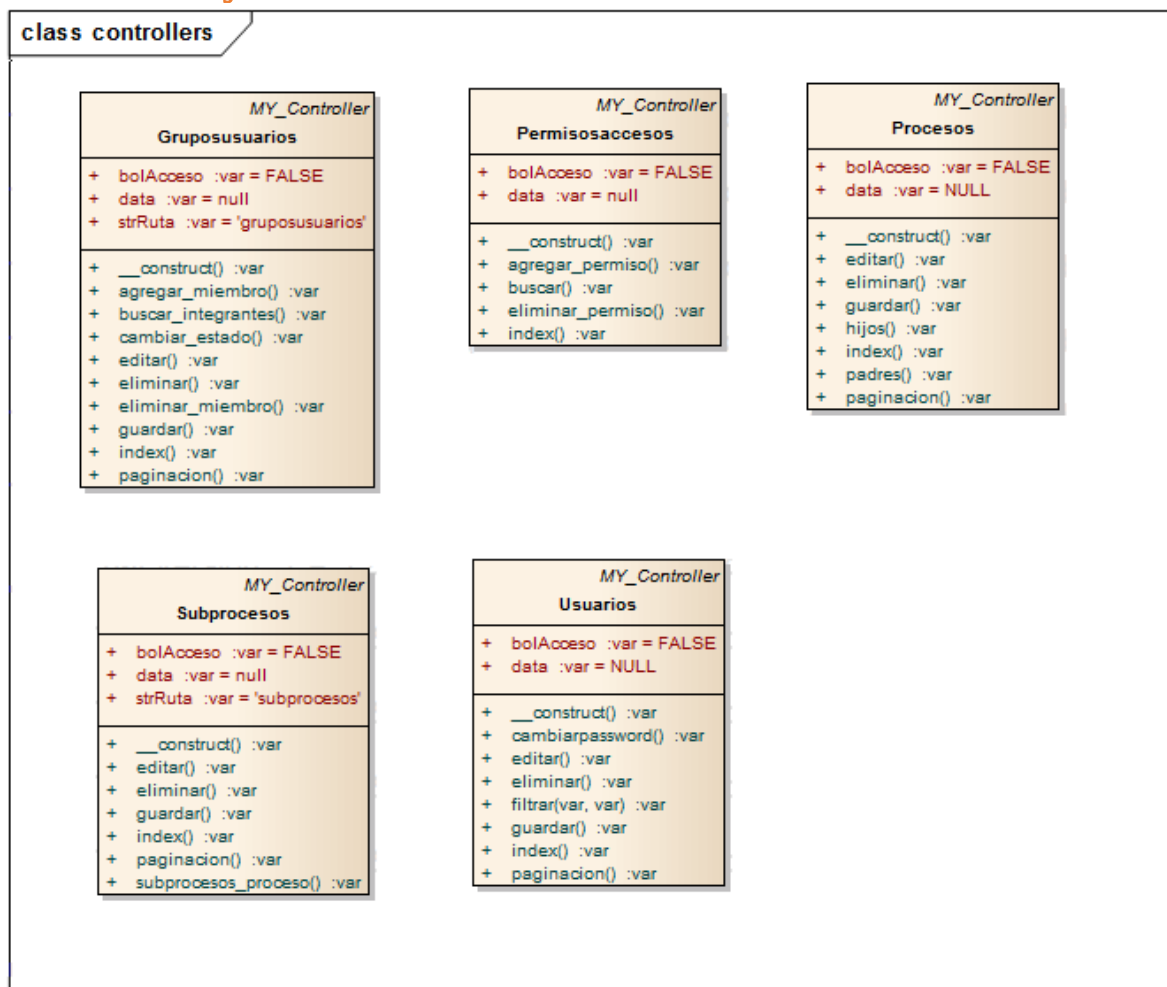 class controllers
MY_Controller
Gruposusuarios
+ bolAcceso :var = FALSE
+ data :var = null
+ strRuta :var = 'gruposusuarios'
+ __construct() :var
+ agregar_miembro() :var
+ buscar_integrantes() :var
+ cambiar_estado() :var
+ editar() :var
+ eliminar() :var
+ eliminar_miembro() :var
+ guardar() :var
+ index() :var
+ paginacion() :var
MY_Controller
Permisosaccesos
+ bolAcceso :var = FALSE
+ data :var = null
+ __construct() :var
+ agregar_permiso() :var
+ buscar() :var
+ eliminar_permiso() :var
+ index() :var
MY_Controller
Procesos
+ bolAcceso :var = FALSE
+ data :var = NULL
+ __construct() :var
+ editar() :var
+ eliminar() :var
+ guardar() :var
+ hijos() :var
+ index() :var
+ padres() :var
+ paginacion() :var
MY_Controller
Subprocesos
+ bolAcceso :var = FALSE
+ data :var = null
+ strRuta :var = 'subprocesos'
+ __construct() :var
+ editar() :var
+ eliminar() :var
+ guardar() :var
+ index() :var
+ paginacion() :var
+ subprocesos_proceso() :var
MY_Controller
Usuarios
+ bolAcceso :var = FALSE
+ data :var = NULL
+ __construct() :var
+ cambiarpassword() :var
+ editar() :var
+ eliminar() :var
+ filtrar(var, var) :var
+ guardar() :var
+ index() :var
+ paginacion() :var